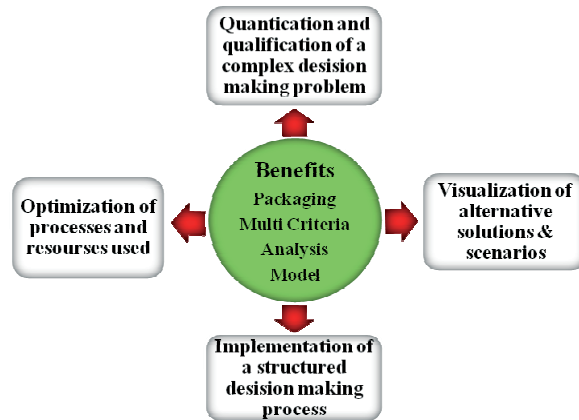 Quantication and
qualification of a
complex desision
making problem
Benefits
Packaging
Multi Criteria
Analysis
Model
Optimization of
processes and
resourses used
Visualization of
alternative
solutions &
scenarios
Implementation of
a structured
desision making
process